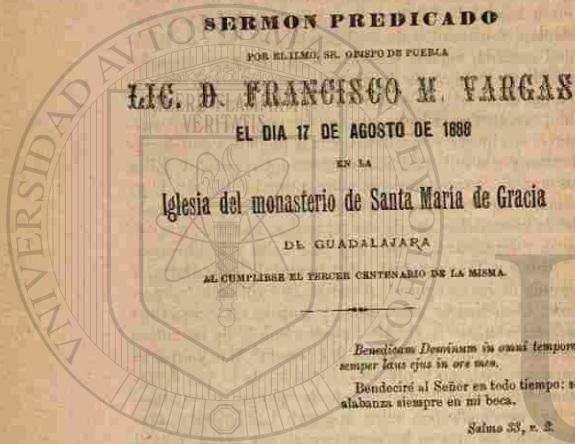 SERMON PREDICADO
POR EL ILMO. SR. OBISPO DE PUEBLA
LIC. D. FRANCISCO M. VARGAS
EL DIA 17 DE AGOSTO DE 1888
EN LA
Iglesia del monasterio de Santa María de Gracia
DE GUADALAJARA
AL CUMPLIRSE EL TERCER CENTENARIO DE LA MISMA.
Benedicam Dominum in omni tempore
semper laus ejus in ore meo.
Bendeciré al Señor en todo tiempo: s
alabanza siempre en mi boca.
Salmo 33, v. 2.